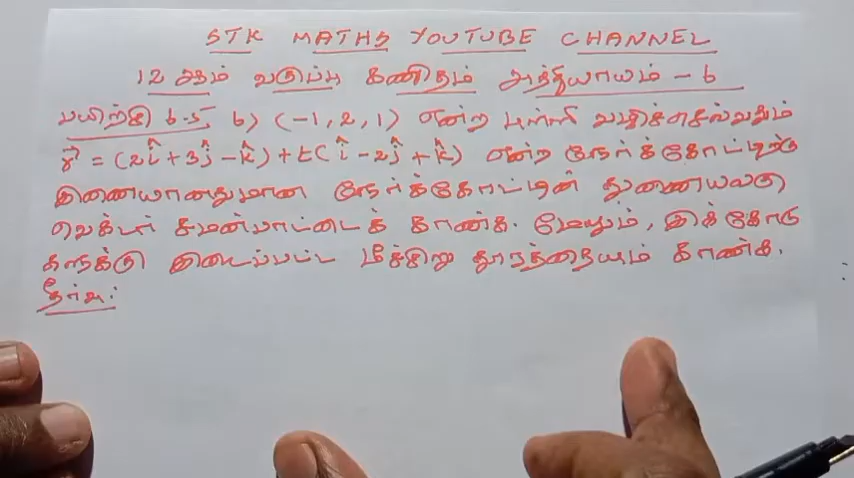 STK MATHS YOUTUBE CHANNEL
12 ஆம் வகுப்பு கணிதம் அத்தியாயம் - 6
பயிற்சி 6.5 6) (-1, 2, 1) என்ற புள்ளி வழிச்செல்வதும்
r⃗ = (2î + 3ĵ - k̂) + t(î - 2ĵ + k̂) என்ற நேர்க்கோட்டிற்கு
இணையானதுமான நேர்க்கோட்டின் துணையலகு
வெக்டர் சமன்பாட்டைக் காண்க. மேலும், இக்கோடு
களுக்கு இடைப்பட்ட மீச்சிறு தூரத்தையும் காண்க.
தீர்வு: